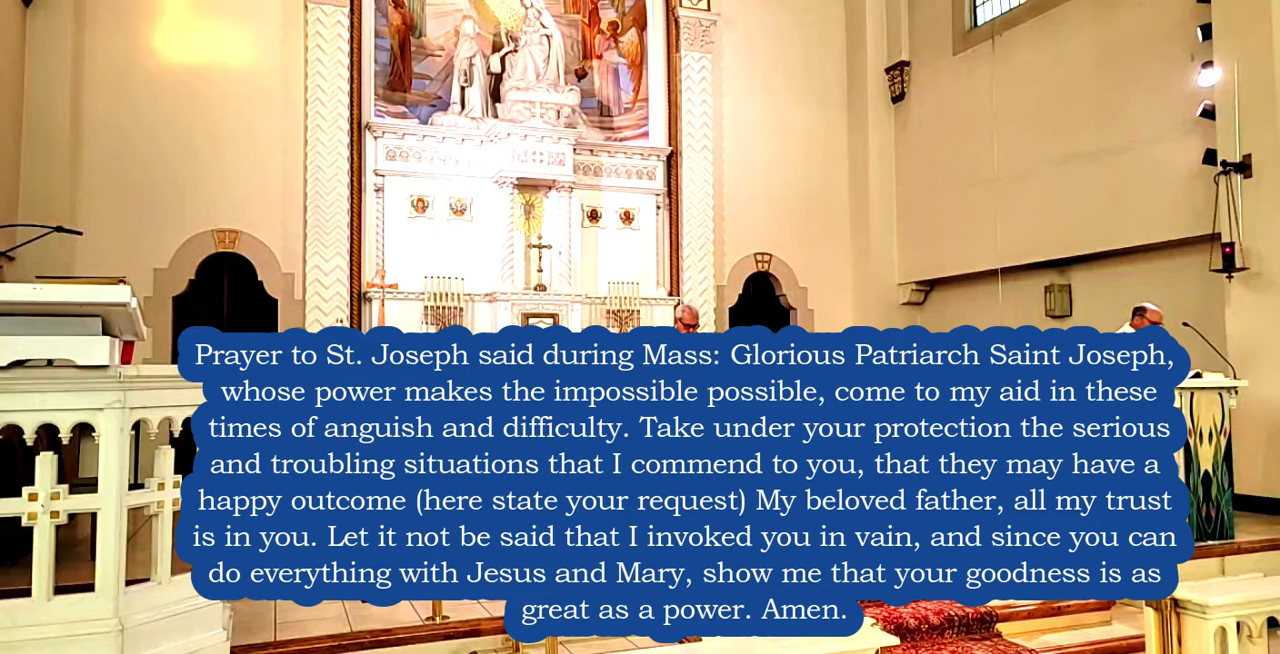 Prayer to St. Joseph said during Mass: Glorious Patriarch Saint Joseph,
whose power makes the impossible possible, come to my aid in these
times of anguish and difficulty. Take under your protection the serious
and troubling situations that I commend to you, that they may have a
happy outcome (here state your request) My beloved father, all my trust
is in you. Let it not be said that I invoked you in vain, and since you can
do everything with Jesus and Mary, show me that your goodness is as
great as a power. Amen.